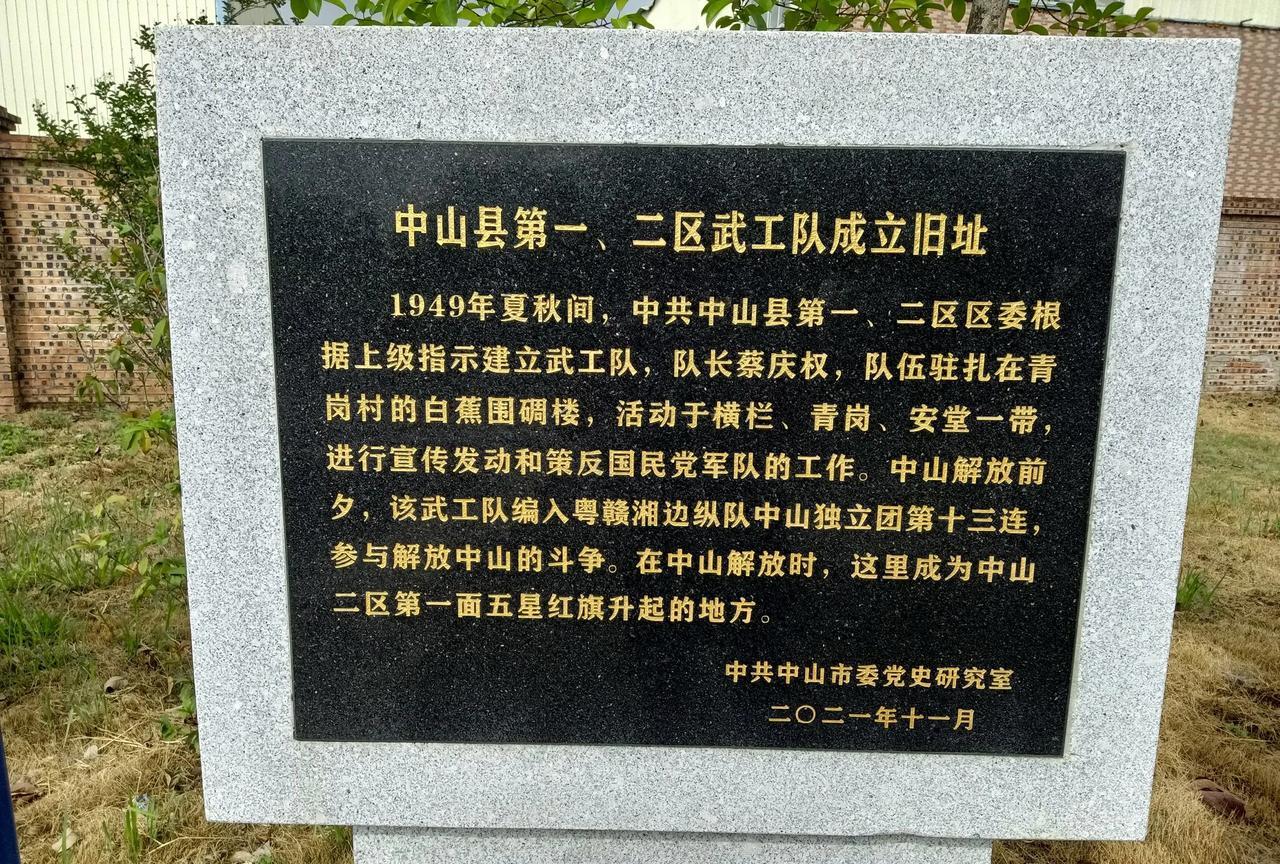 中山县第一、二区武工队成立旧址
1949年夏秋间，中共中山县第一、二区区委根
据上级指示建立武工队，队长蔡庆权，队伍驻扎在青
岗村的白蕉围碉楼，活动于横栏、青岗、安堂一带，
进行宣传发动和策反国民党军队的工作。中山解放前
夕，该武工队编入粤赣湘边纵队中山独立团第十三连，
参与解放中山的斗争。在中山解放时，这里成为中山
二区第一面五星红旗升起的地方。
中共中山市委党史研究室
二〇二一年十一月